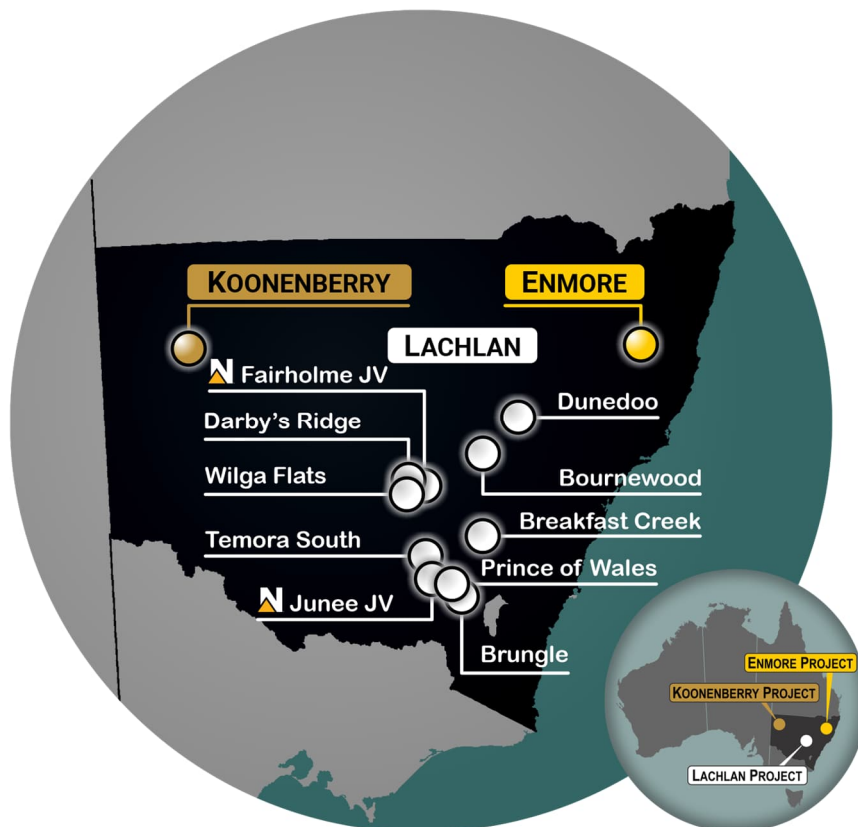 KOONENBERRY
ENMORE
LACHLAN
N Fairholme JV
Darby's Ridge
Dunedoo
Wilga Flats
Bournewood
Breakfast Creek
Temora South
Prince of Wales
N Junee JV
Brungle
ENMORE PROJECT
KOONENBERRY PROJECT
LACHLAN PROJECT